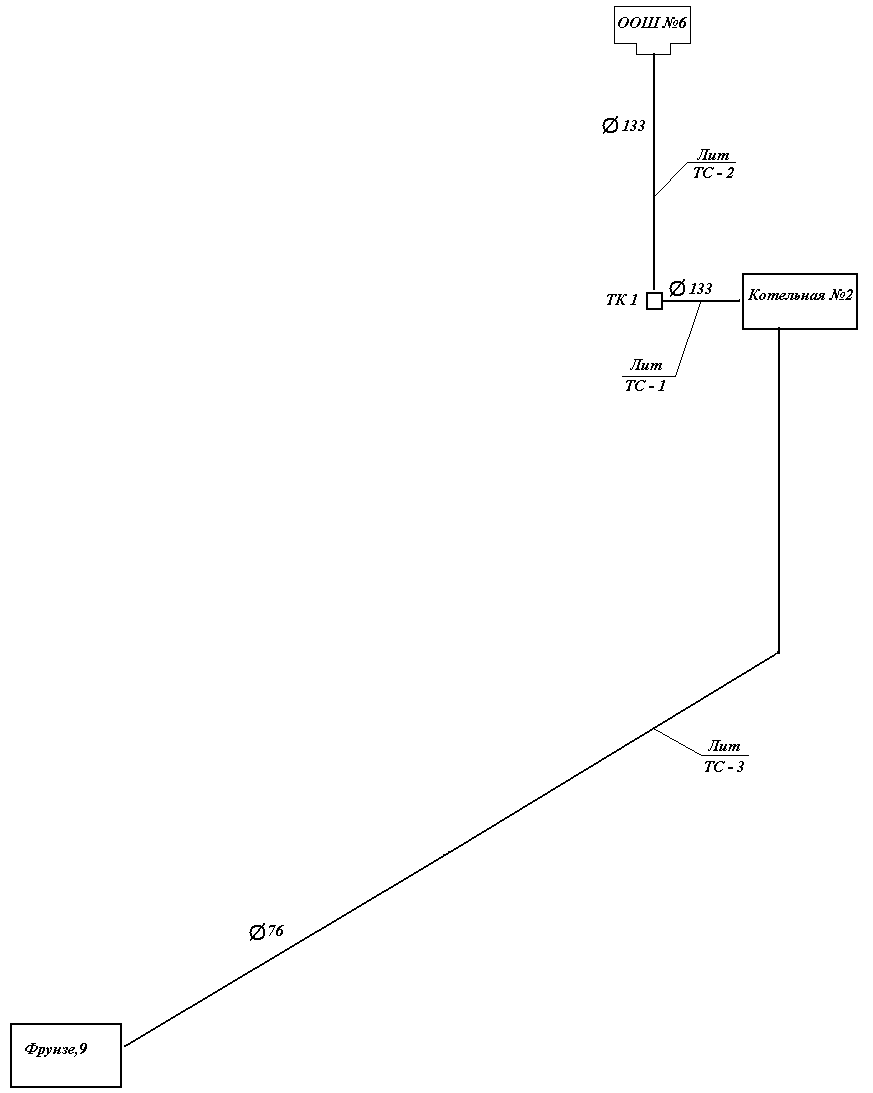 ООШ №6
Ø 133
Лит
ТС - 2
Ø 133
ТК 1
Котельная №2
Лит
ТС - 1
Лит
ТС - 3
Ø 76
Фрунзе,9